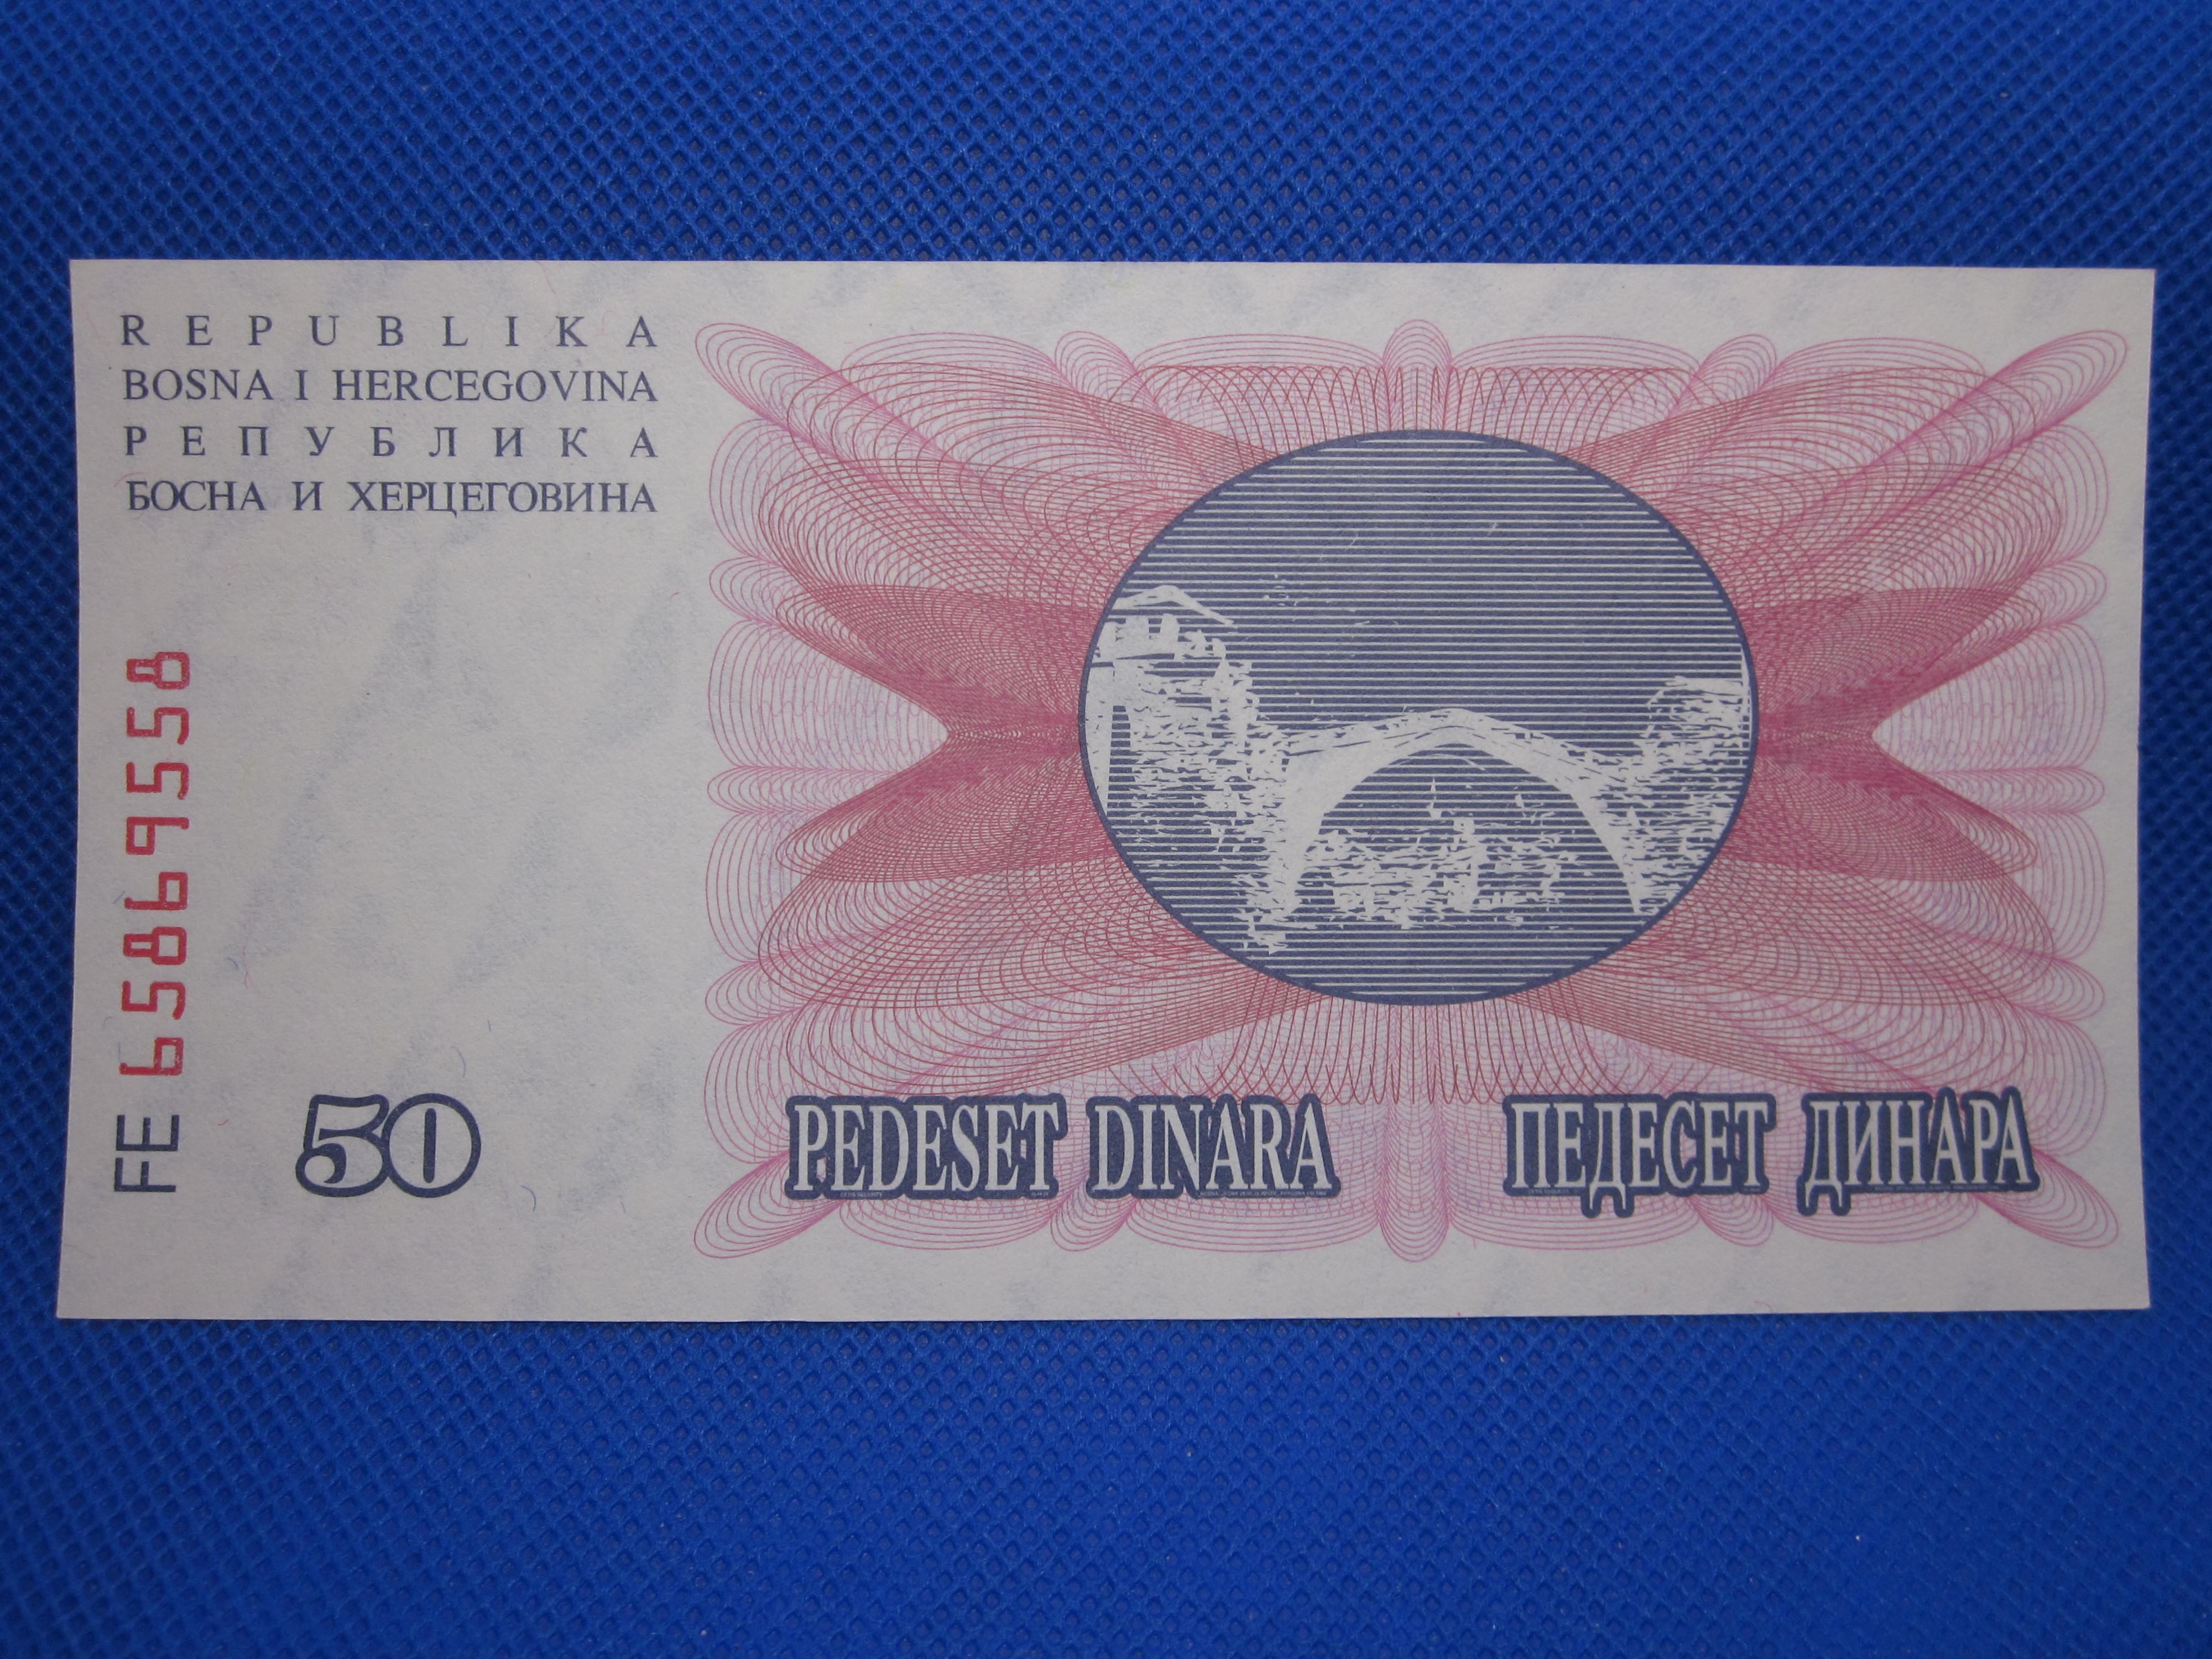 REPUBLIKA
BOSNA I HERCEGOVINA
РЕПУБЛИКА
БОСНА И ХЕРЦЕГОВИНА
FE 65869558
50
PEDESET DINARA
ПЕДЕСЕТ ДИНАРА